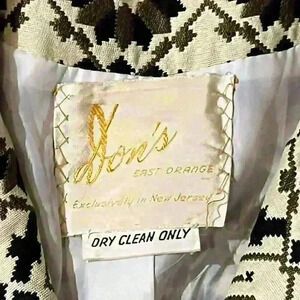 Don's
EAST ORANGE
Exclusively in New Jersey
DRY CLEAN ONLY